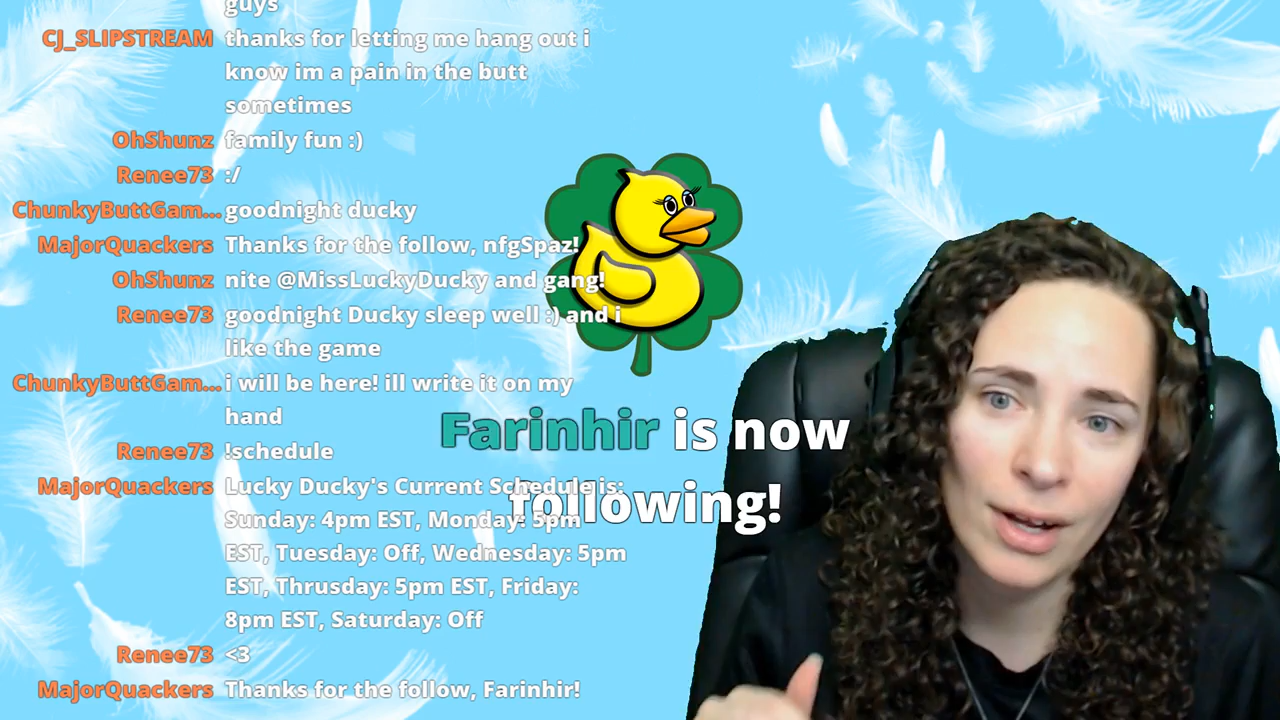 guys
CJ_SLIPSTREAM thanks for letting me hang out i
know im a pain in the butt
sometimes
OhShunz family fun :)
Renee73 :/
ChunkyButtGam... goodnight ducky
MajorQuackers Thanks for the follow, nfgSpaz!
OhShunz nite @MissLuckyDucky and gang!
Renee73 goodnight Ducky sleep well :) and i
like the game
ChunkyButtGam... i will be here! ill write it on my
hand
Renee73 !schedule
MajorQuackers Lucky Ducky's Current Schedule is:
Sunday: 4pm EST, Monday: 5pm
EST, Tuesday: Off, Wednesday: 5pm
EST, Thrusday: 5pm EST, Friday:
8pm EST, Saturday: Off
Renee73 <3
MajorQuackers Thanks for the follow, Farinhir!
Farinhir is now
following!